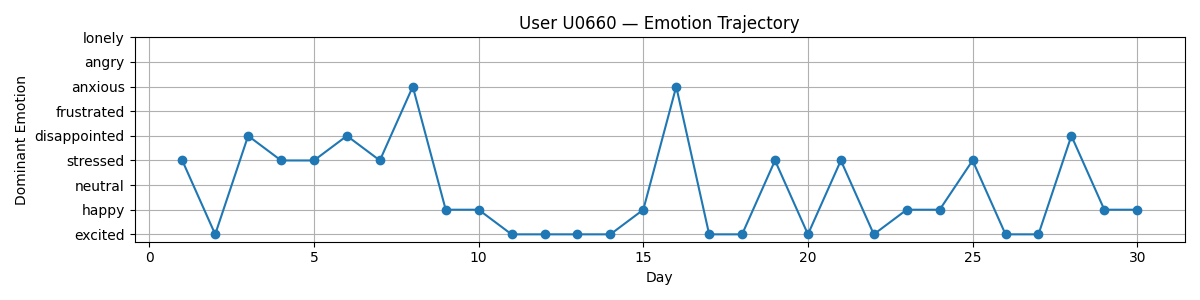 User U0660 — Emotion Trajectory
Dominant Emotion
lonely
angry
anxious
frustrated
disappointed
stressed
neutral
happy
excited
0 5 10 15 20 25 30
Day